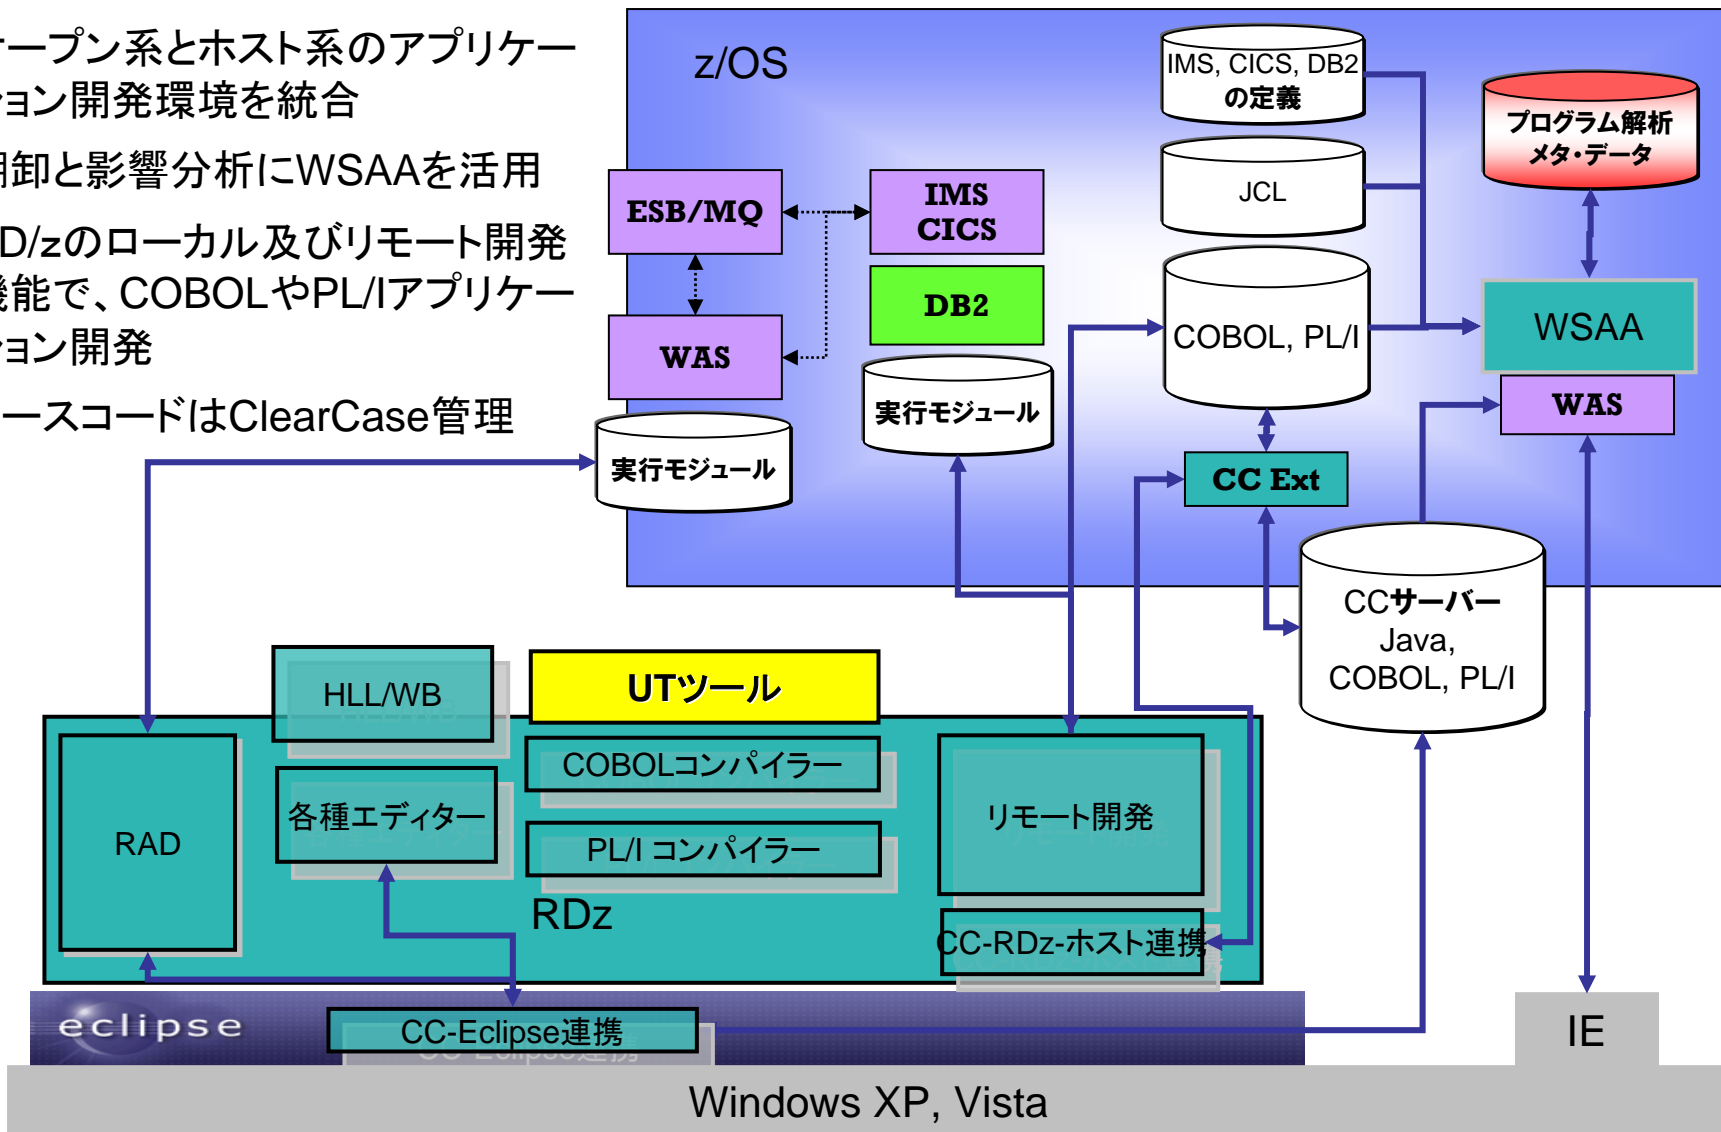 ープン系とホスト系のアプリケー
ョン開発環境を統合
卸と影響分析にWSAAを活用
D/zのローカル及びリモート開発
能で、COBOLやPL/Iアプリケー
ョン開発
ースコードはClearCase管理
z/OS
IMS, CICS, DB2
の定義
JCL
COBOL, PL/I
プログラム解析
メタ・データ
WSAA
WAS
ESB/MQ
IMS
CICS
DB2
WAS
実行モジュール
実行モジュール
CC Ext
CCサーバー
Java,
COBOL, PL/I
HLL/WB
UTツール
RAD
各種エディター
COBOLコンパイラー
PL/I コンパイラー
RDz
リモート開発
CC-RDz-ホスト連携
eclipse
CC-Eclipse連携
IE
Windows XP, Vista